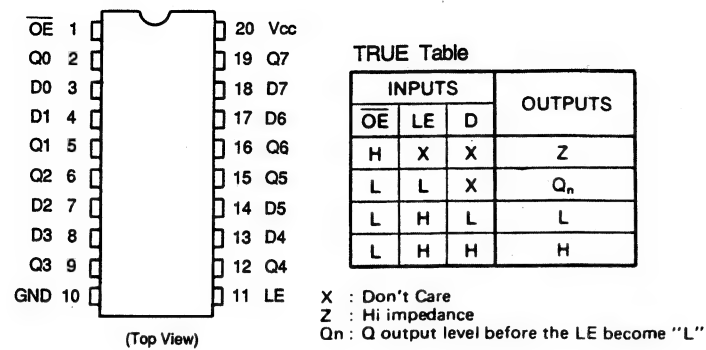 OE 1 20 Vcc
Q0 2 19 Q7
D0 3 18 D7
D1 4 17 D6
Q1 5 16 Q6
Q2 6 15 Q5
D2 7 14 D5
D3 8 13 D4
Q3 9 12 Q4
GND 10 11 LE
(Top View)
TRUE Table
INPUTS OUTPUTS
OE LE D
H X X Z
L L X Qn
L H L L
L H H H
X : Don't Care
Z : Hi impedance
Qn : Q output level before the LE become "L"